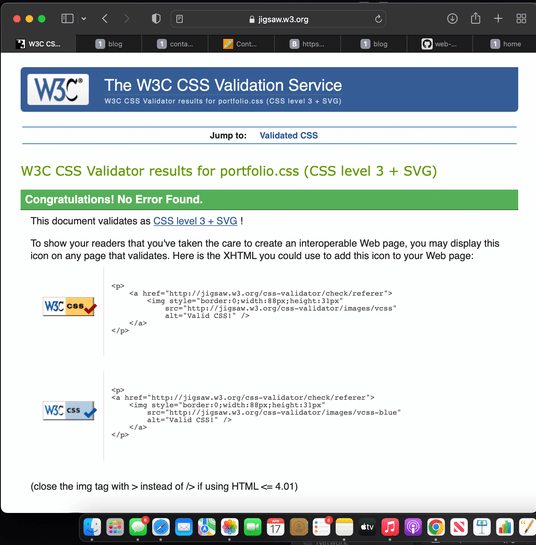 jigsaw.w3.org
W3C CS...
1 blog
1 conta...
Cont...
B https...
1 blog
web-...
1 home
W3C®
The W3C CSS Validation Service
W3C CSS Validator results for portfolio.css (CSS level 3 + SVG)
Jump to: Validated CSS
W3C CSS Validator results for portfolio.css (CSS level 3 + SVG)
Congratulations! No Error Found.
This document validates as CSS level 3 + SVG !
To show your readers that you've taken the care to create an interoperable Web page, you may display this
icon on any page that validates. Here is the XHTML you could use to add this icon to your Web page:
W3C css
<p>
<a href="http://jigsaw.w3.org/css-validator/check/referer">
<img style="border:0;width:88px;height:31px"
src="http://jigsaw.w3.org/css-validator/images/vcss"
alt="Valid CSS!" />
</a>
</p>
W3C css
<p>
<a href="http://jigsaw.w3.org/css-validator/check/referer">
<img style="border:0;width:88px;height:31px"
src="http://jigsaw.w3.org/css-validator/images/vcss-blue"
alt="Valid CSS!" />
</a>
</p>
(close the img tag with > instead of /> if using HTML <= 4.01)
17
tv